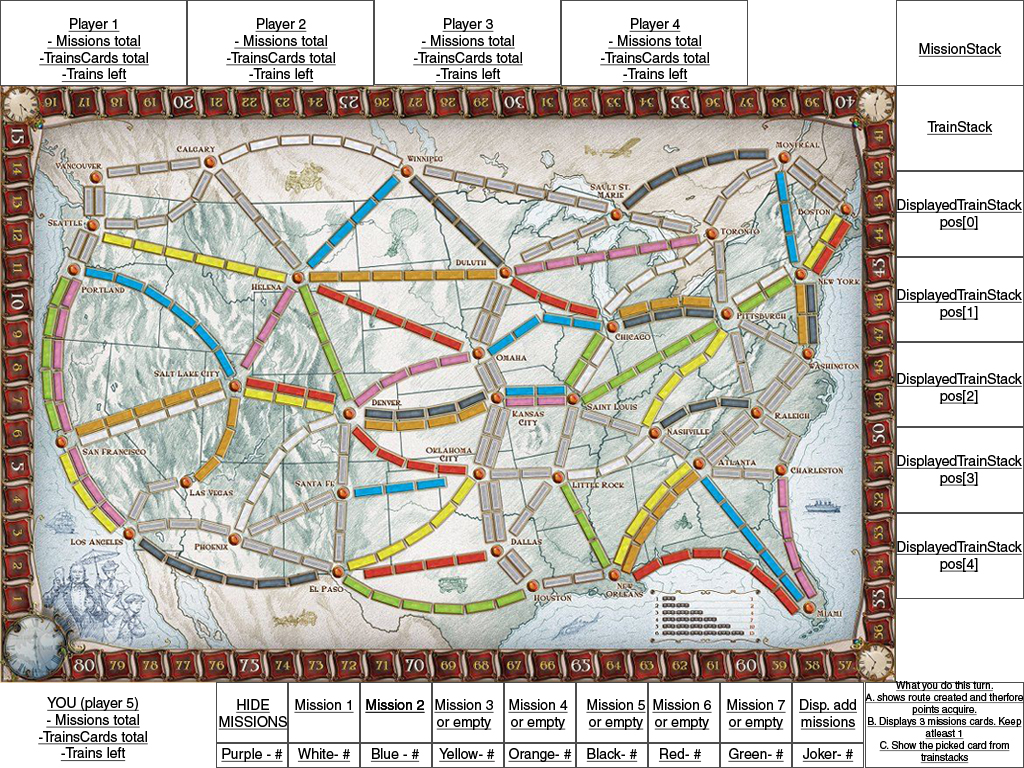 Player 1
- Missions total
-TrainsCards total
-Trains left
Player 2
- Missions total
-TrainsCards total
-Trains left
Player 3
- Missions total
-TrainsCards total
-Trains left
Player 4
- Missions total
-TrainsCards total
-Trains left
MissionStack
TrainStack
DisplayedTrainStack
pos[0]
DisplayedTrainStack
pos[1]
DisplayedTrainStack
pos[2]
DisplayedTrainStack
pos[3]
DisplayedTrainStack
pos[4]
16 17 18 19 20 21 22 23 24 25 26 27 28 29 30 31 32 33 34 35 36 37 38 39 40
15
14
13
12
11
10
9
8
7
6
5
4
3
2
1
41
42
43
44
45
46
47
48
49
50
51
52
53
54
55
56
VANCOUVER
CALGARY
WINNIPEG
SAULT ST.
MARIE
MONTRÉAL
SEATTLE
BOSTON
TORONTO
PORTLAND
HELENA
DULUTH
NEW YORK
PITTSBURGH
CHICAGO
OMAHA
WASHINGTON
SALT LAKE CITY
DENVER
KANSAS
CITY
SAINT LOUIS
RALEIGH
NASHVILLE
SAN FRANCISCO
OKLAHOMA
CITY
ATLANTA
CHARLESTON
LAS VEGAS
SANTA FE
LITTLE ROCK
LOS ANGELES
PHOENIX
DALLAS
EL PASO
HOUSTON
NEW
ORLEANS
MIAMI
80 79 78 77 76 75 74 73 72 71 70 69 68 67 66 65 64 63 62 61 60 59 58 57
YOU (player 5)
- Missions total
-TrainsCards total
-Trains left
HIDE
MISSIONS
Mission 1
Mission 2
Mission 3
or empty
Mission 4
or empty
Mission 5
or empty
Mission 6
or empty
Mission 7
or empty
Disp. add
missions
Purple - #
White- #
Blue - #
Yellow- #
Orange- #
Black- #
Red- #
Green- #
Joker- #
What you do this turn.
A. shows route created and therfore
points acquire.
B. Displays 3 missions cards. Keep
atleast 1
C. Show the picked card from
trainstacks